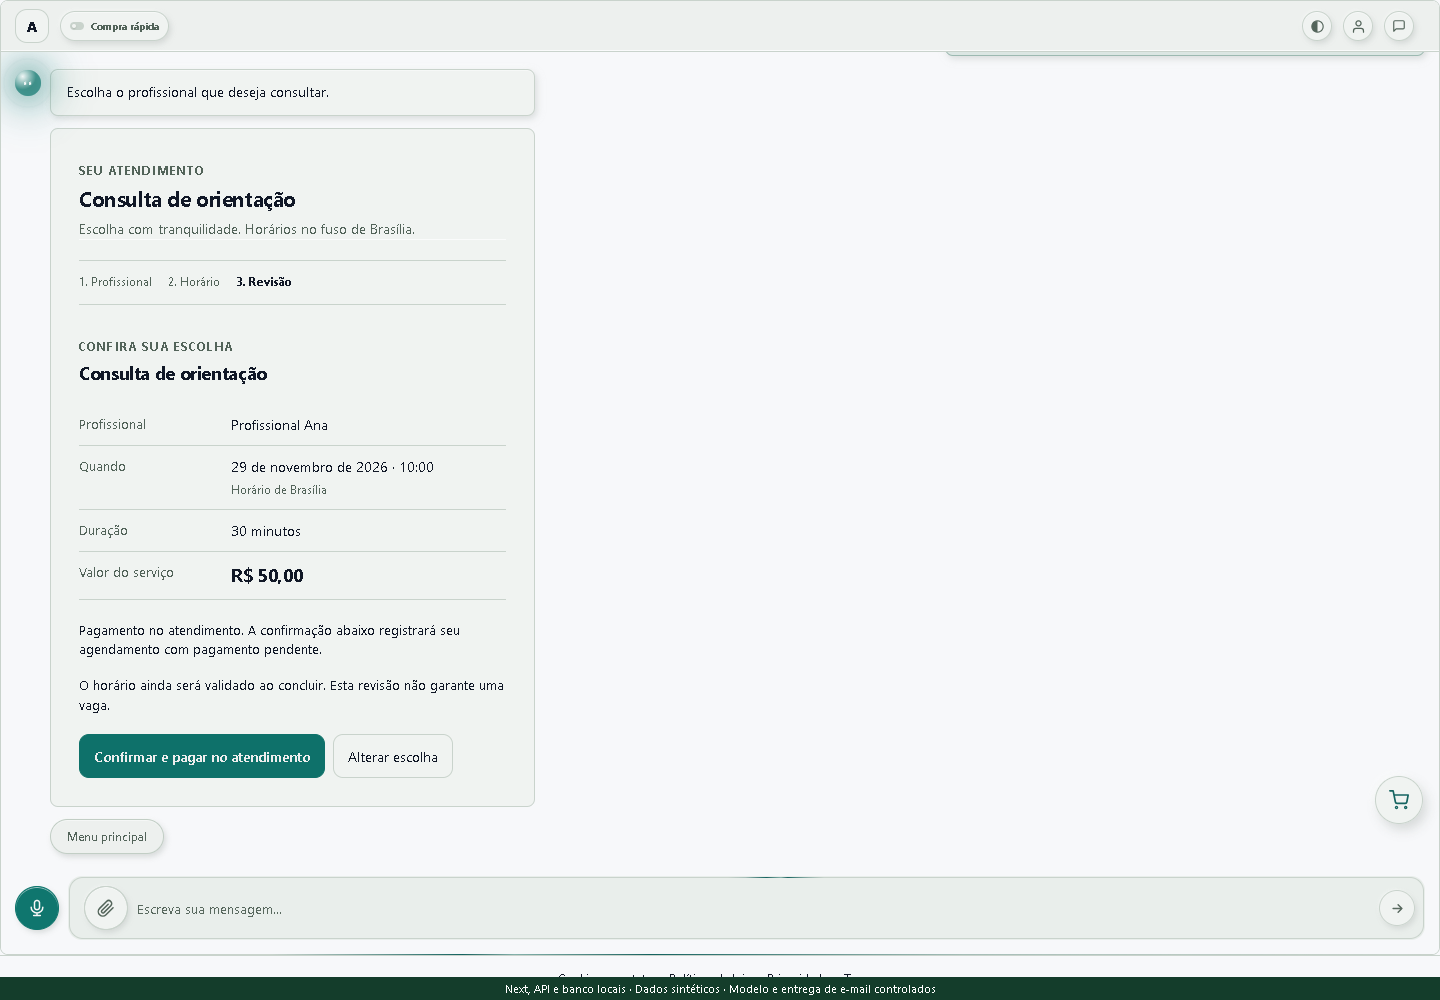 A
Compra rápida
Escolha o profissional que deseja consultar.
SEU ATENDIMENTO
Consulta de orientação
Escolha com tranquilidade. Horários no fuso de Brasília.
1. Profissional 2. Horário 3. Revisão
CONFIRA SUA ESCOLHA
Consulta de orientação
Profissional Profissional Ana
Quando 29 de novembro de 2026 · 10:00
Horário de Brasília
Duração 30 minutos
Valor do serviço R$ 50,00
Pagamento no atendimento. A confirmação abaixo registrará seu
agendamento com pagamento pendente.
O horário ainda será validado ao concluir. Esta revisão não garante uma
vaga.
Confirmar e pagar no atendimento Alterar escolha
Menu principal
Escreva sua mensagem...
Next, API e banco locais · Dados sintéticos · Modelo e entrega de e-mail controlados